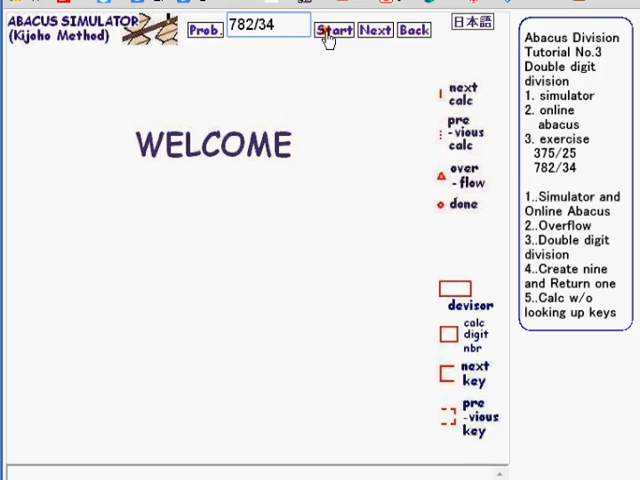 ABACUS SIMULATOR
(Kijoho Method)
Prob.
782/34
Start
Next
Back
日本語
WELCOME
next
calc
pre
-vious
calc
over
-flow
done
devisor
calc
digit
nbr
next
key
pre
-vious
key
Abacus Division
Tutorial No.3
Double digit
division
1. simulator
2. online
abacus
3. exercise
375/25
782/34
1..Simulator and
Online Abacus
2..Overflow
3..Double digit
division
4..Create nine
and Return one
5..Calc w/o
looking up keys